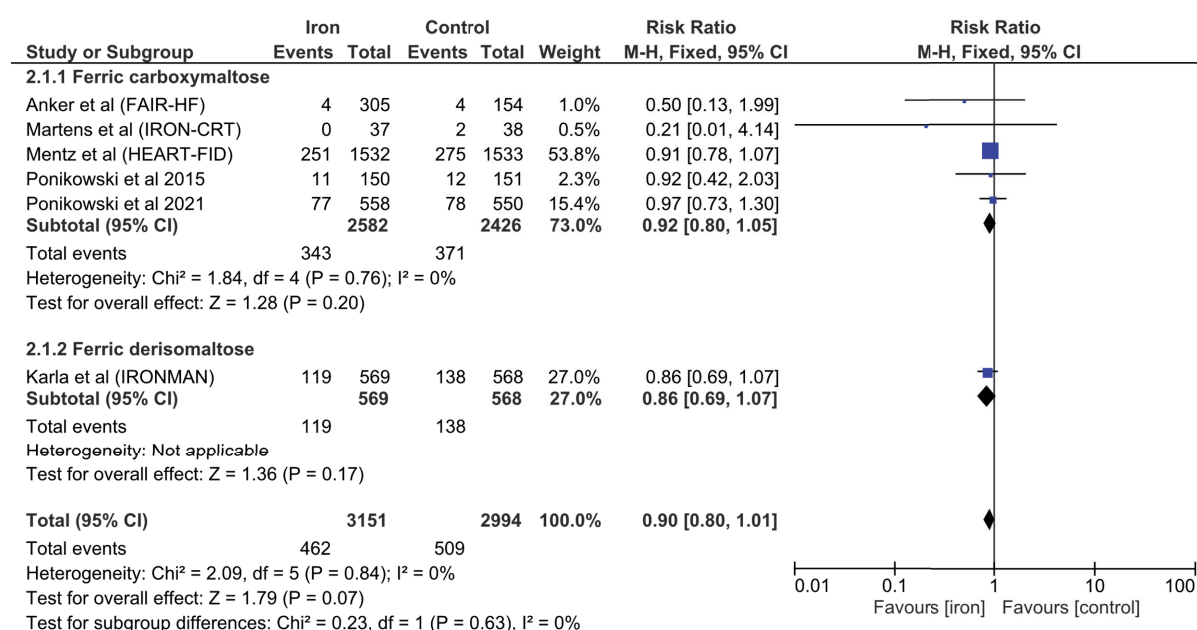 Iron Control Risk Ratio Risk Ratio
Study or Subgroup Events Total Events Total Weight M-H, Fixed, 95% CI M-H, Fixed, 95% CI
2.1.1 Ferric carboxymaltose
Anker et al (FAIR-HF) 4 305 4 154 1.0% 0.50 [0.13, 1.99]
Martens et al (IRON-CRT) 0 37 2 38 0.5% 0.21 [0.01, 4.14]
Mentz et al (HEART-FID) 251 1532 275 1533 53.8% 0.91 [0.78, 1.07]
Ponikowski et al 2015 11 150 12 151 2.3% 0.92 [0.42, 2.03]
Ponikowski et al 2021 77 558 78 550 15.4% 0.97 [0.73, 1.30]
Subtotal (95% CI) 2582 2426 73.0% 0.92 [0.80, 1.05]
Total events 343 371
Heterogeneity: Chi² = 1.84, df = 4 (P = 0.76); I² = 0%
Test for overall effect: Z = 1.28 (P = 0.20)
2.1.2 Ferric derisomaltose
Karla et al (IRONMAN) 119 569 138 568 27.0% 0.86 [0.69, 1.07]
Subtotal (95% CI) 569 568 27.0% 0.86 [0.69, 1.07]
Total events 119 138
Heterogeneity: Not applicable
Test for overall effect: Z = 1.36 (P = 0.17)
Total (95% CI) 3151 2994 100.0% 0.90 [0.80, 1.01]
Total events 462 509
Heterogeneity: Chi² = 2.09, df = 5 (P = 0.84); I² = 0%
Test for overall effect: Z = 1.79 (P = 0.07)
Test for subgroup differences: Chi² = 0.23, df = 1 (P = 0.63), I² = 0%
0.01 0.1 1 10 100
Favours [iron] Favours [control]